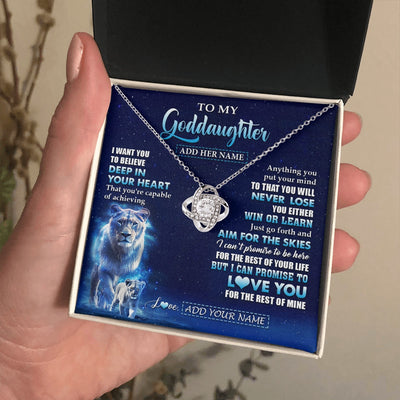 TO MY
Goddaughter
ADD HER NAME
I WANT YOU
TO BELIEVE
DEEP IN
YOUR HEART
That you're capable
of achieving
Anything you
put your mind
TO THAT YOU WILL
NEVER LOSE
YOU EITHER
WIN OR LEARN
Just go forth and
AIM FOR THE SKIES
I can't promise to be here
FOR THE REST OF YOUR LIFE
BUT I CAN PROMISE TO
LOVE YOU
FOR THE REST OF MINE
Love, ADD YOUR NAME